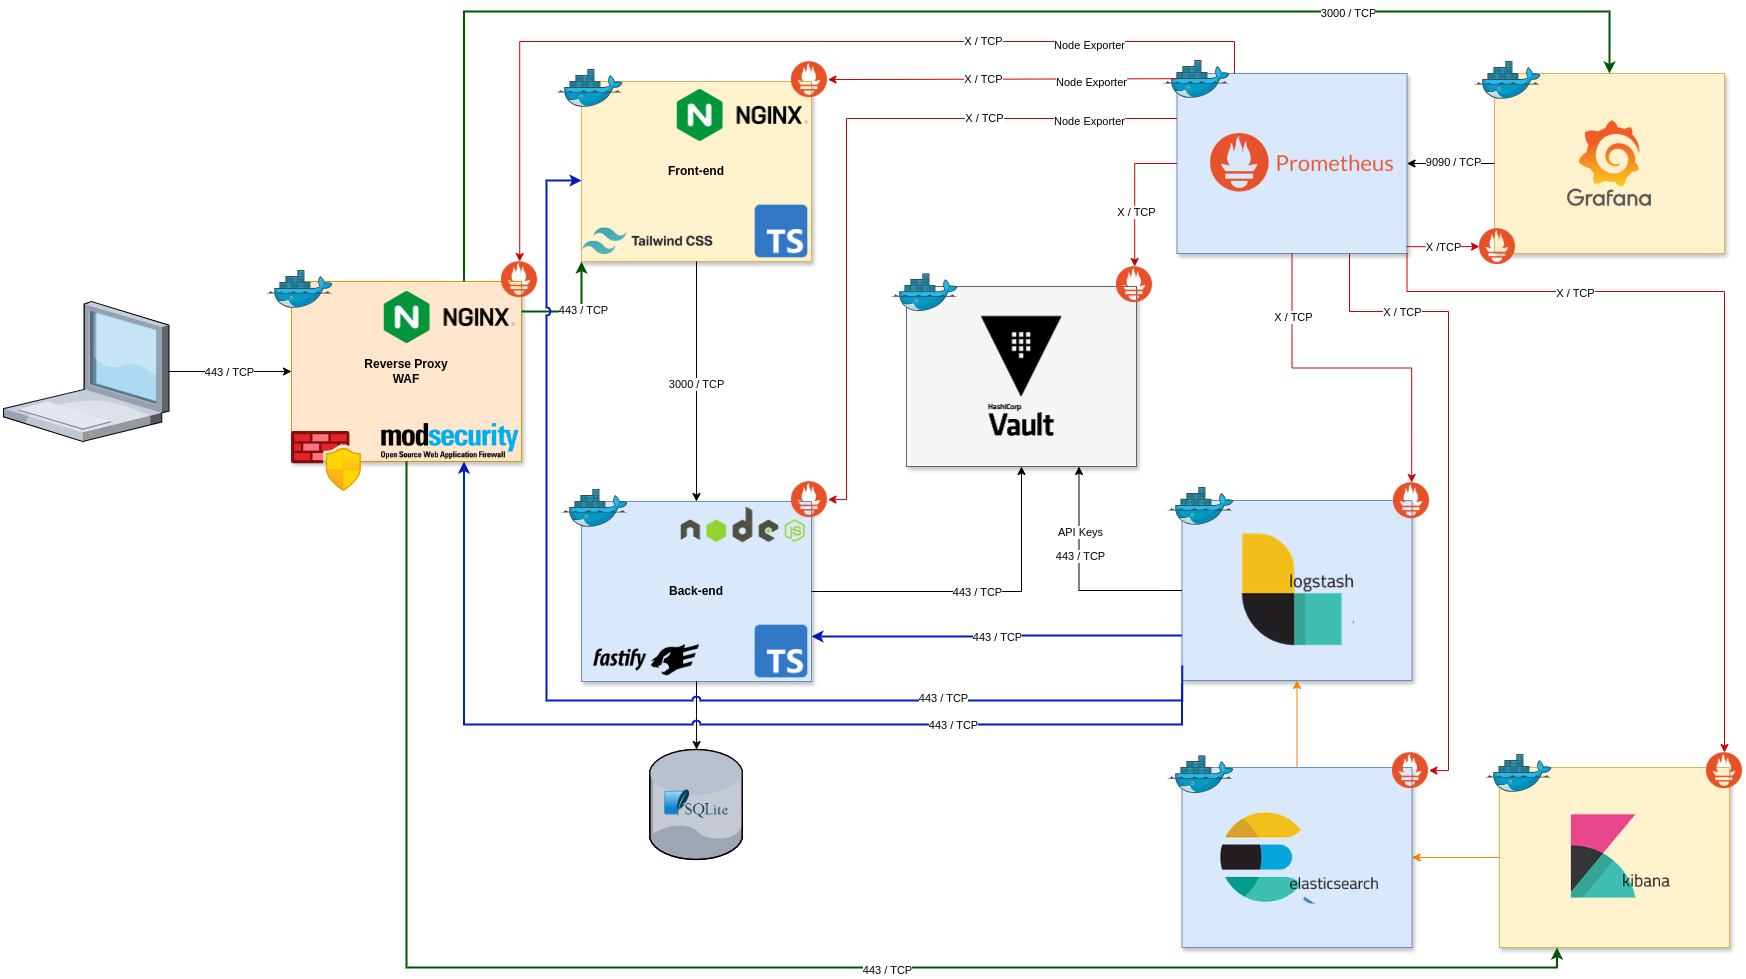 3000 / TCP
X / TCP
Node Exporter
X / TCP
Node Exporter
X / TCP
Node Exporter
NGINX
Front-end
Tailwind CSS
TS
Prometheus
9090 / TCP
Grafana
X / TCP
X /TCP
X / TCP
X / TCP
X / TCP
443 / TCP
NGINX
Reverse Proxy
WAF
modsecurity
Open Source Web Application Firewall
443 / TCP
3000 / TCP
HashiCorp
Vault
API Keys
443 / TCP
node
JS
Back-end
fastify
TS
443 / TCP
logstash
443 / TCP
443 / TCP
443 / TCP
SQLite
elasticsearch
kibana
443 / TCP